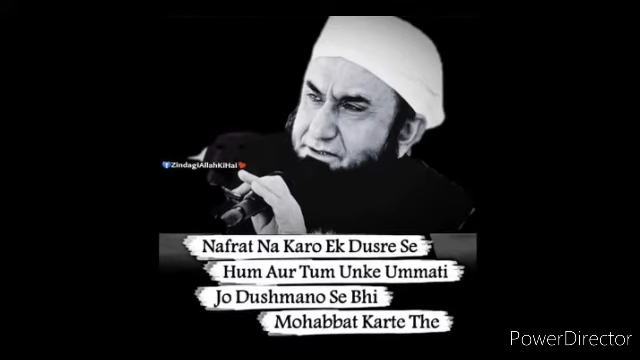 ZindagiAllahKiHai
Nafrat Na Karo Ek Dusre Se
Hum Aur Tum Unke Ummati
Jo Dushmano Se Bhi
Mohabbat Karte The
PowerDirector